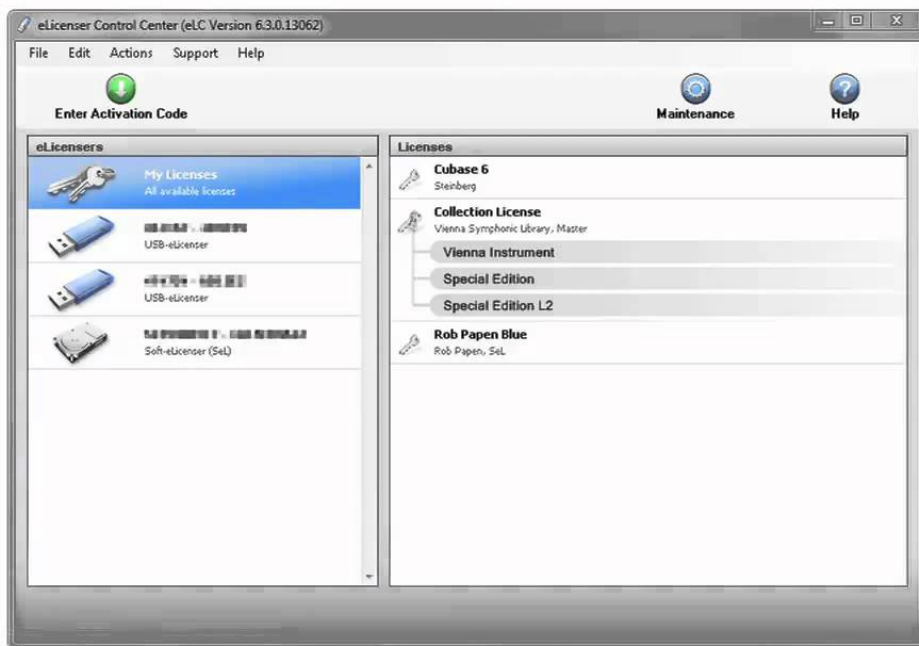 eLicenser Control Center (eLC Version 6.3.0.13062)
File Edit Actions Support Help
Enter Activation Code
Maintenance
Help
eLicensers
My Licenses
All available licenses
USB-eLicenser
USB-eLicenser
Soft-eLicenser (SeL)
Licenses
Cubase 6
Steinberg
Collection License
Vienna Symphonic Library, Master
Vienna Instrument
Special Edition
Special Edition L2
Rob Papen Blue
Rob Papen, SeL